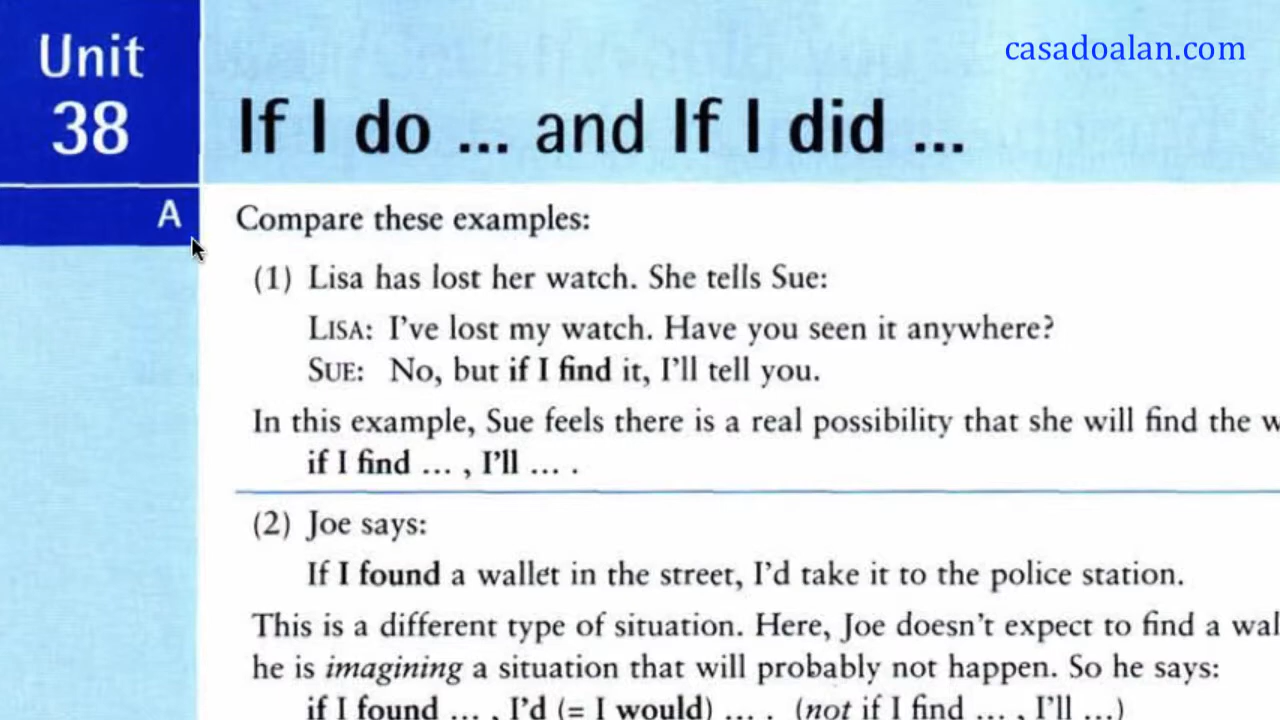 casadoalan.com
Unit
38
If I do ... and If I did ...
A
Compare these examples:
(1) Lisa has lost her watch. She tells Sue:
LISA: I've lost my watch. Have you seen it anywhere?
SUE: No, but if I find it, I'll tell you.
In this example, Sue feels there is a real possibility that she will find the
if I find ... , I'll ... .
(2) Joe says:
If I found a wallet in the street, I'd take it to the police station.
This is a different type of situation. Here, Joe doesn't expect to find a
he is imagining a situation that will probably not happen. So he says:
if I found ... , I'd (= I would) ... . (not if I find ... , I'll ...)